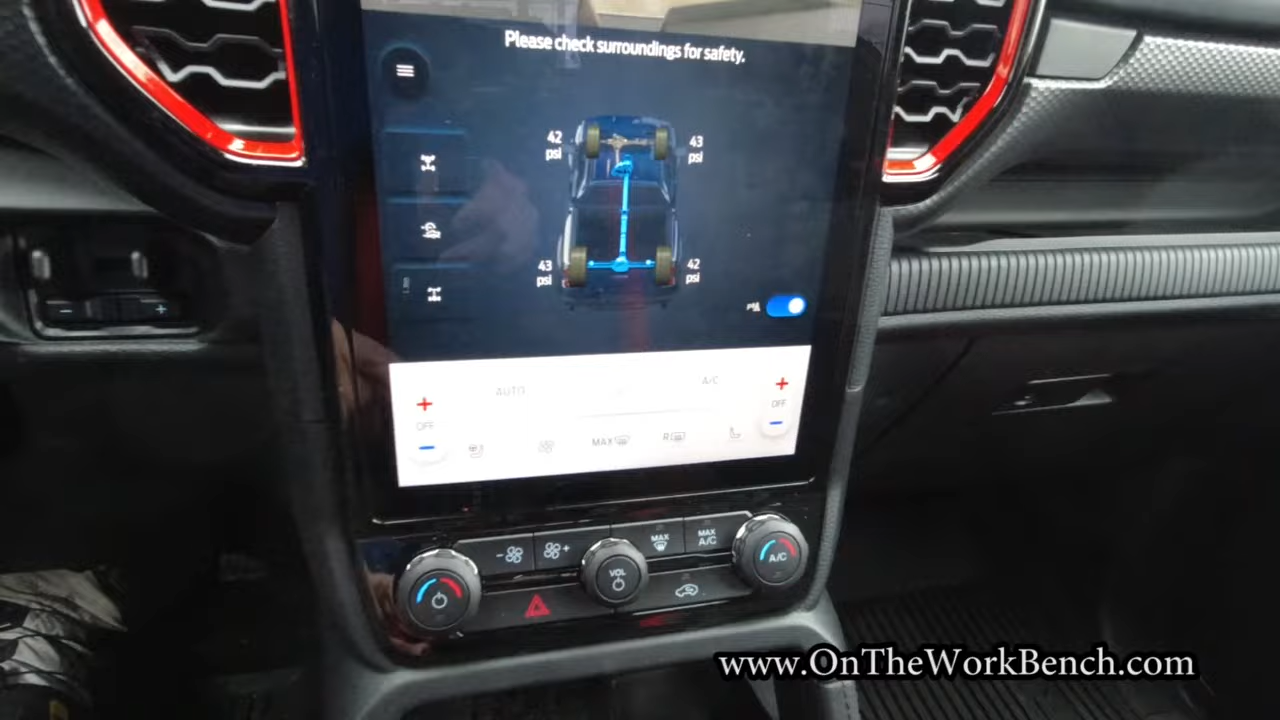 Please check surroundings for safety.
42 psi
43 psi
43 psi
42 psi
AUTO
A/C
OFF
OFF
MAX
R
MAX
MAX A/C
VOL
A/C
www.OnTheWorkBench.com